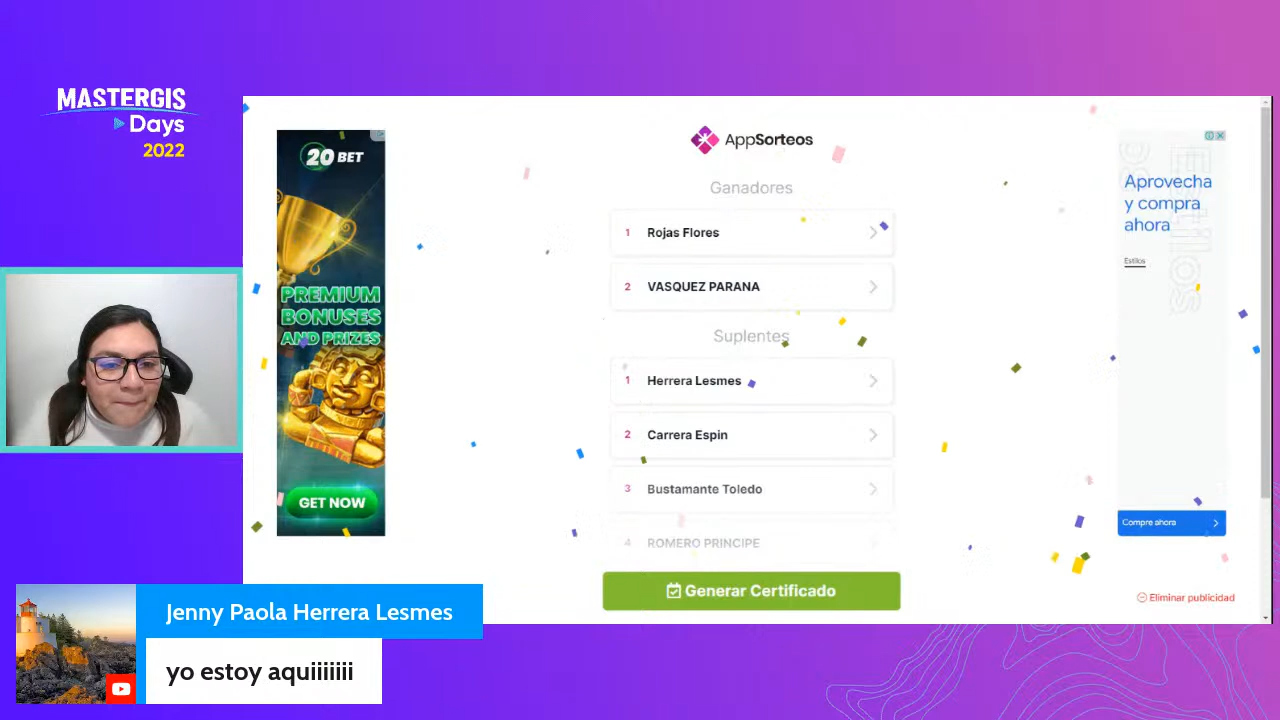 MASTERGIS
Days
2022
20 BET
PREMIUM
BONUSES
AND PRIZES
GET NOW
AppSorteos
Ganadores
1 Rojas Flores
2 VASQUEZ PARANA
Suplentes
1 Herrera Lesmes
2 Carrera Espin
3 Bustamante Toledo
4 ROMERO PRINCIPE
Generar Certificado
Aprovecha
y compra
ahora
Estilos
Compre ahora
Eliminar publicidad
Jenny Paola Herrera Lesmes
yo estoy aquiiiiiii